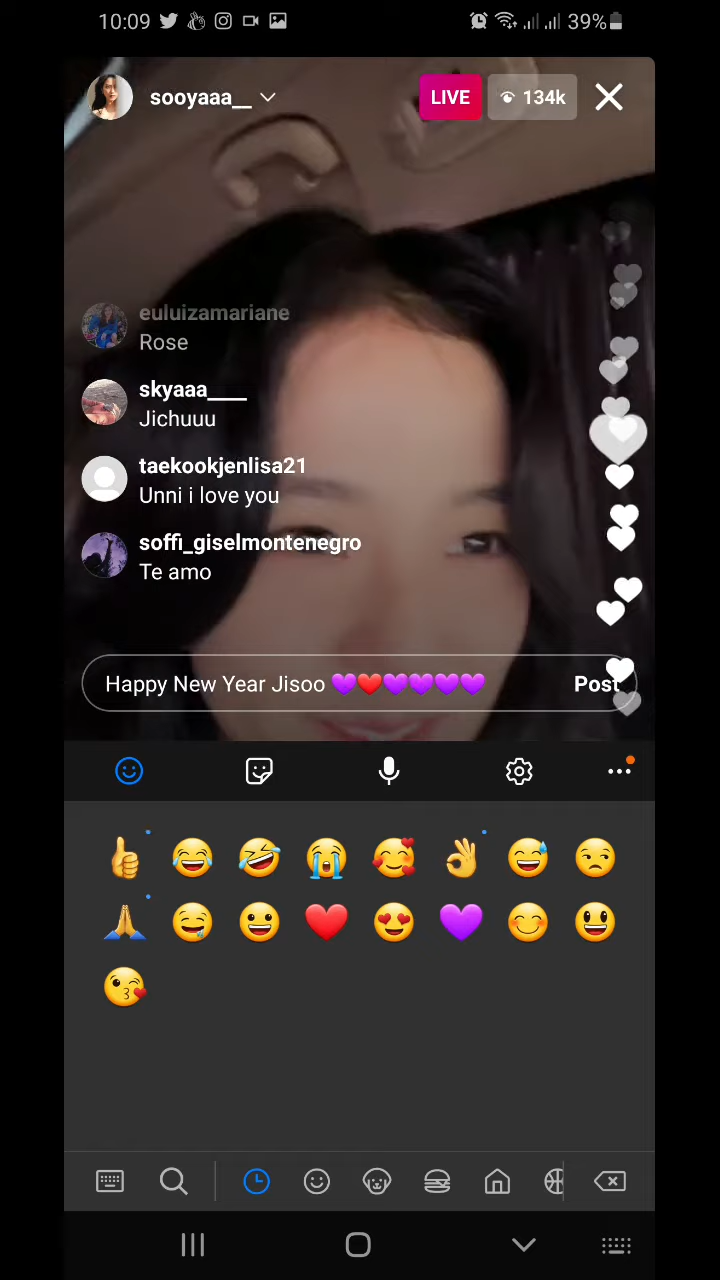 10:09
39%
sooyaaa__
LIVE
134k
euluizamariane
Rose
skyaaa____
Jichuuu
taekookjenlisa21
Unni i love you
soffi_giselmontenegro
Te amo
Happy New Year Jisoo 💜❤️💜💜💜💜
Post